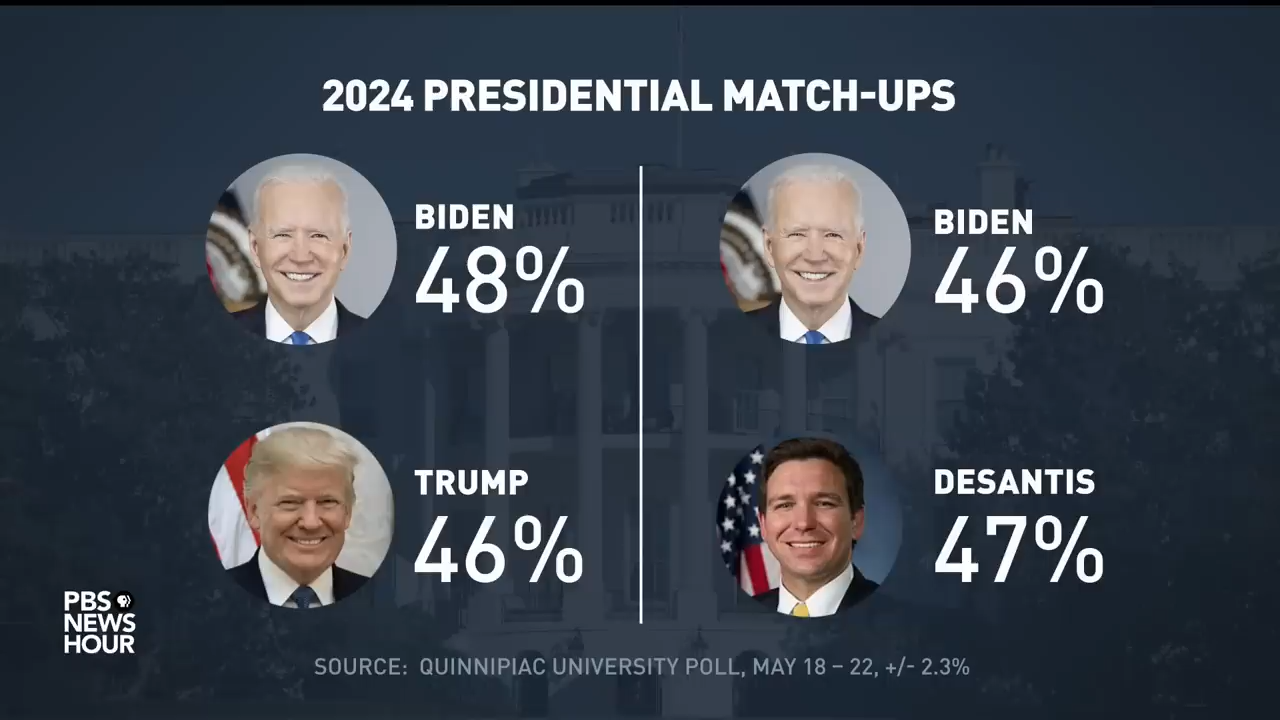 2024 PRESIDENTIAL MATCH-UPS
BIDEN
48%
TRUMP
46%
BIDEN
46%
DESANTIS
47%
PBS
NEWS
HOUR
SOURCE: QUINNIPIAC UNIVERSITY POLL, MAY 18 – 22, +/- 2.3%